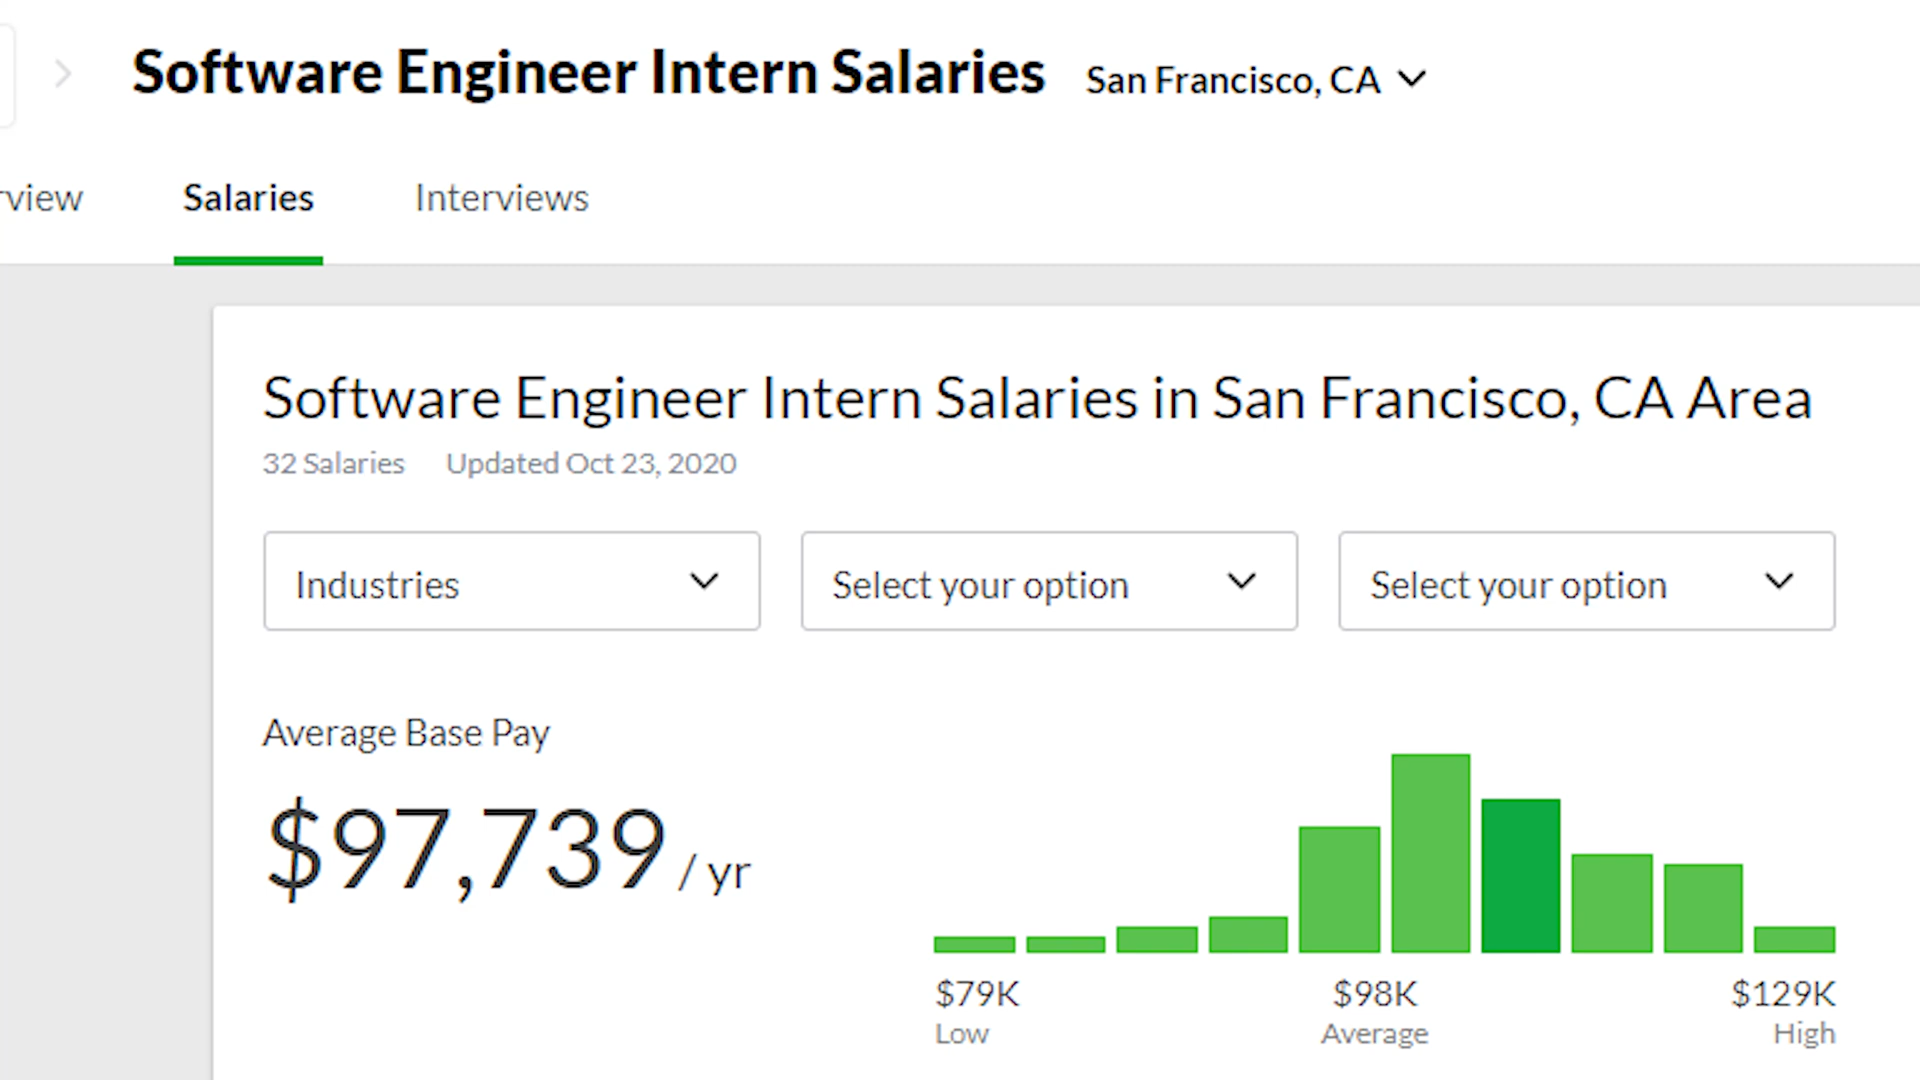 Software Engineer Intern Salaries San Francisco, CA
rview Salaries Interviews
Software Engineer Intern Salaries in San Francisco, CA Area
32 Salaries Updated Oct 23, 2020
Industries Select your option Select your option
Average Base Pay
$97,739 / yr
$79K $98K $129K
Low Average High